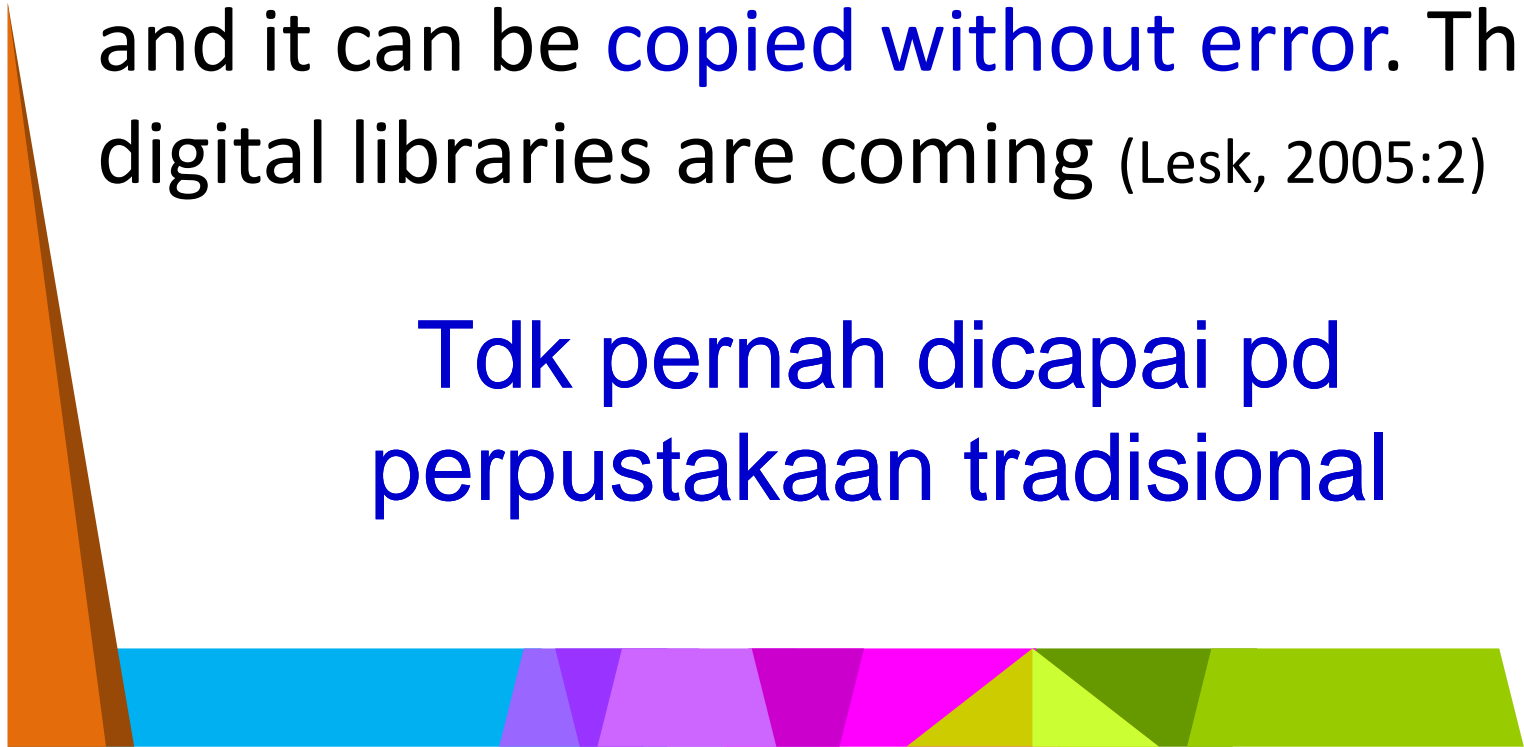 and it can be copied without error. Th
digital libraries are coming (Lesk, 2005:2)
Tdk pernah dicapai pd
perpustakaan tradisional